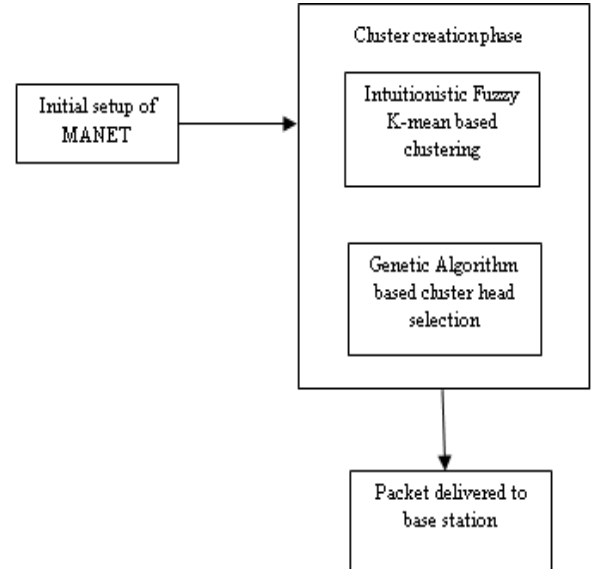 Cluster creation phase
Initial setup of
MANET
Intuitionistic Fuzzy
K-mean based
clustering
Genetic Algorithm
based cluster head
selection
Packet delivered to
base station